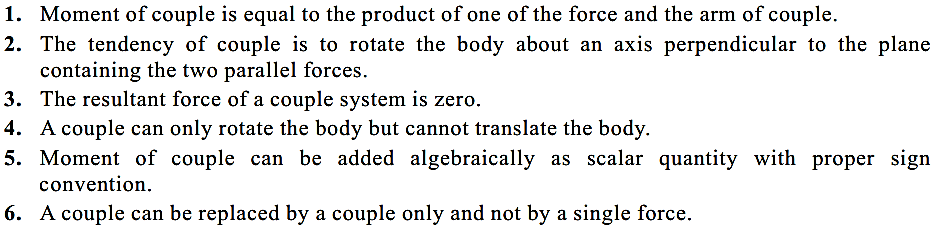 1. Moment of couple is equal to the product of one of the force and the arm of couple.
2. The tendency of couple is to rotate the body about an axis perpendicular to the plane
containing the two parallel forces.
3. The resultant force of a couple system is zero.
4. A couple can only rotate the body but cannot translate the body.
5. Moment of couple can be added algebraically as scalar quantity with proper sign
convention.
6. A couple can be replaced by a couple only and not by a single force.